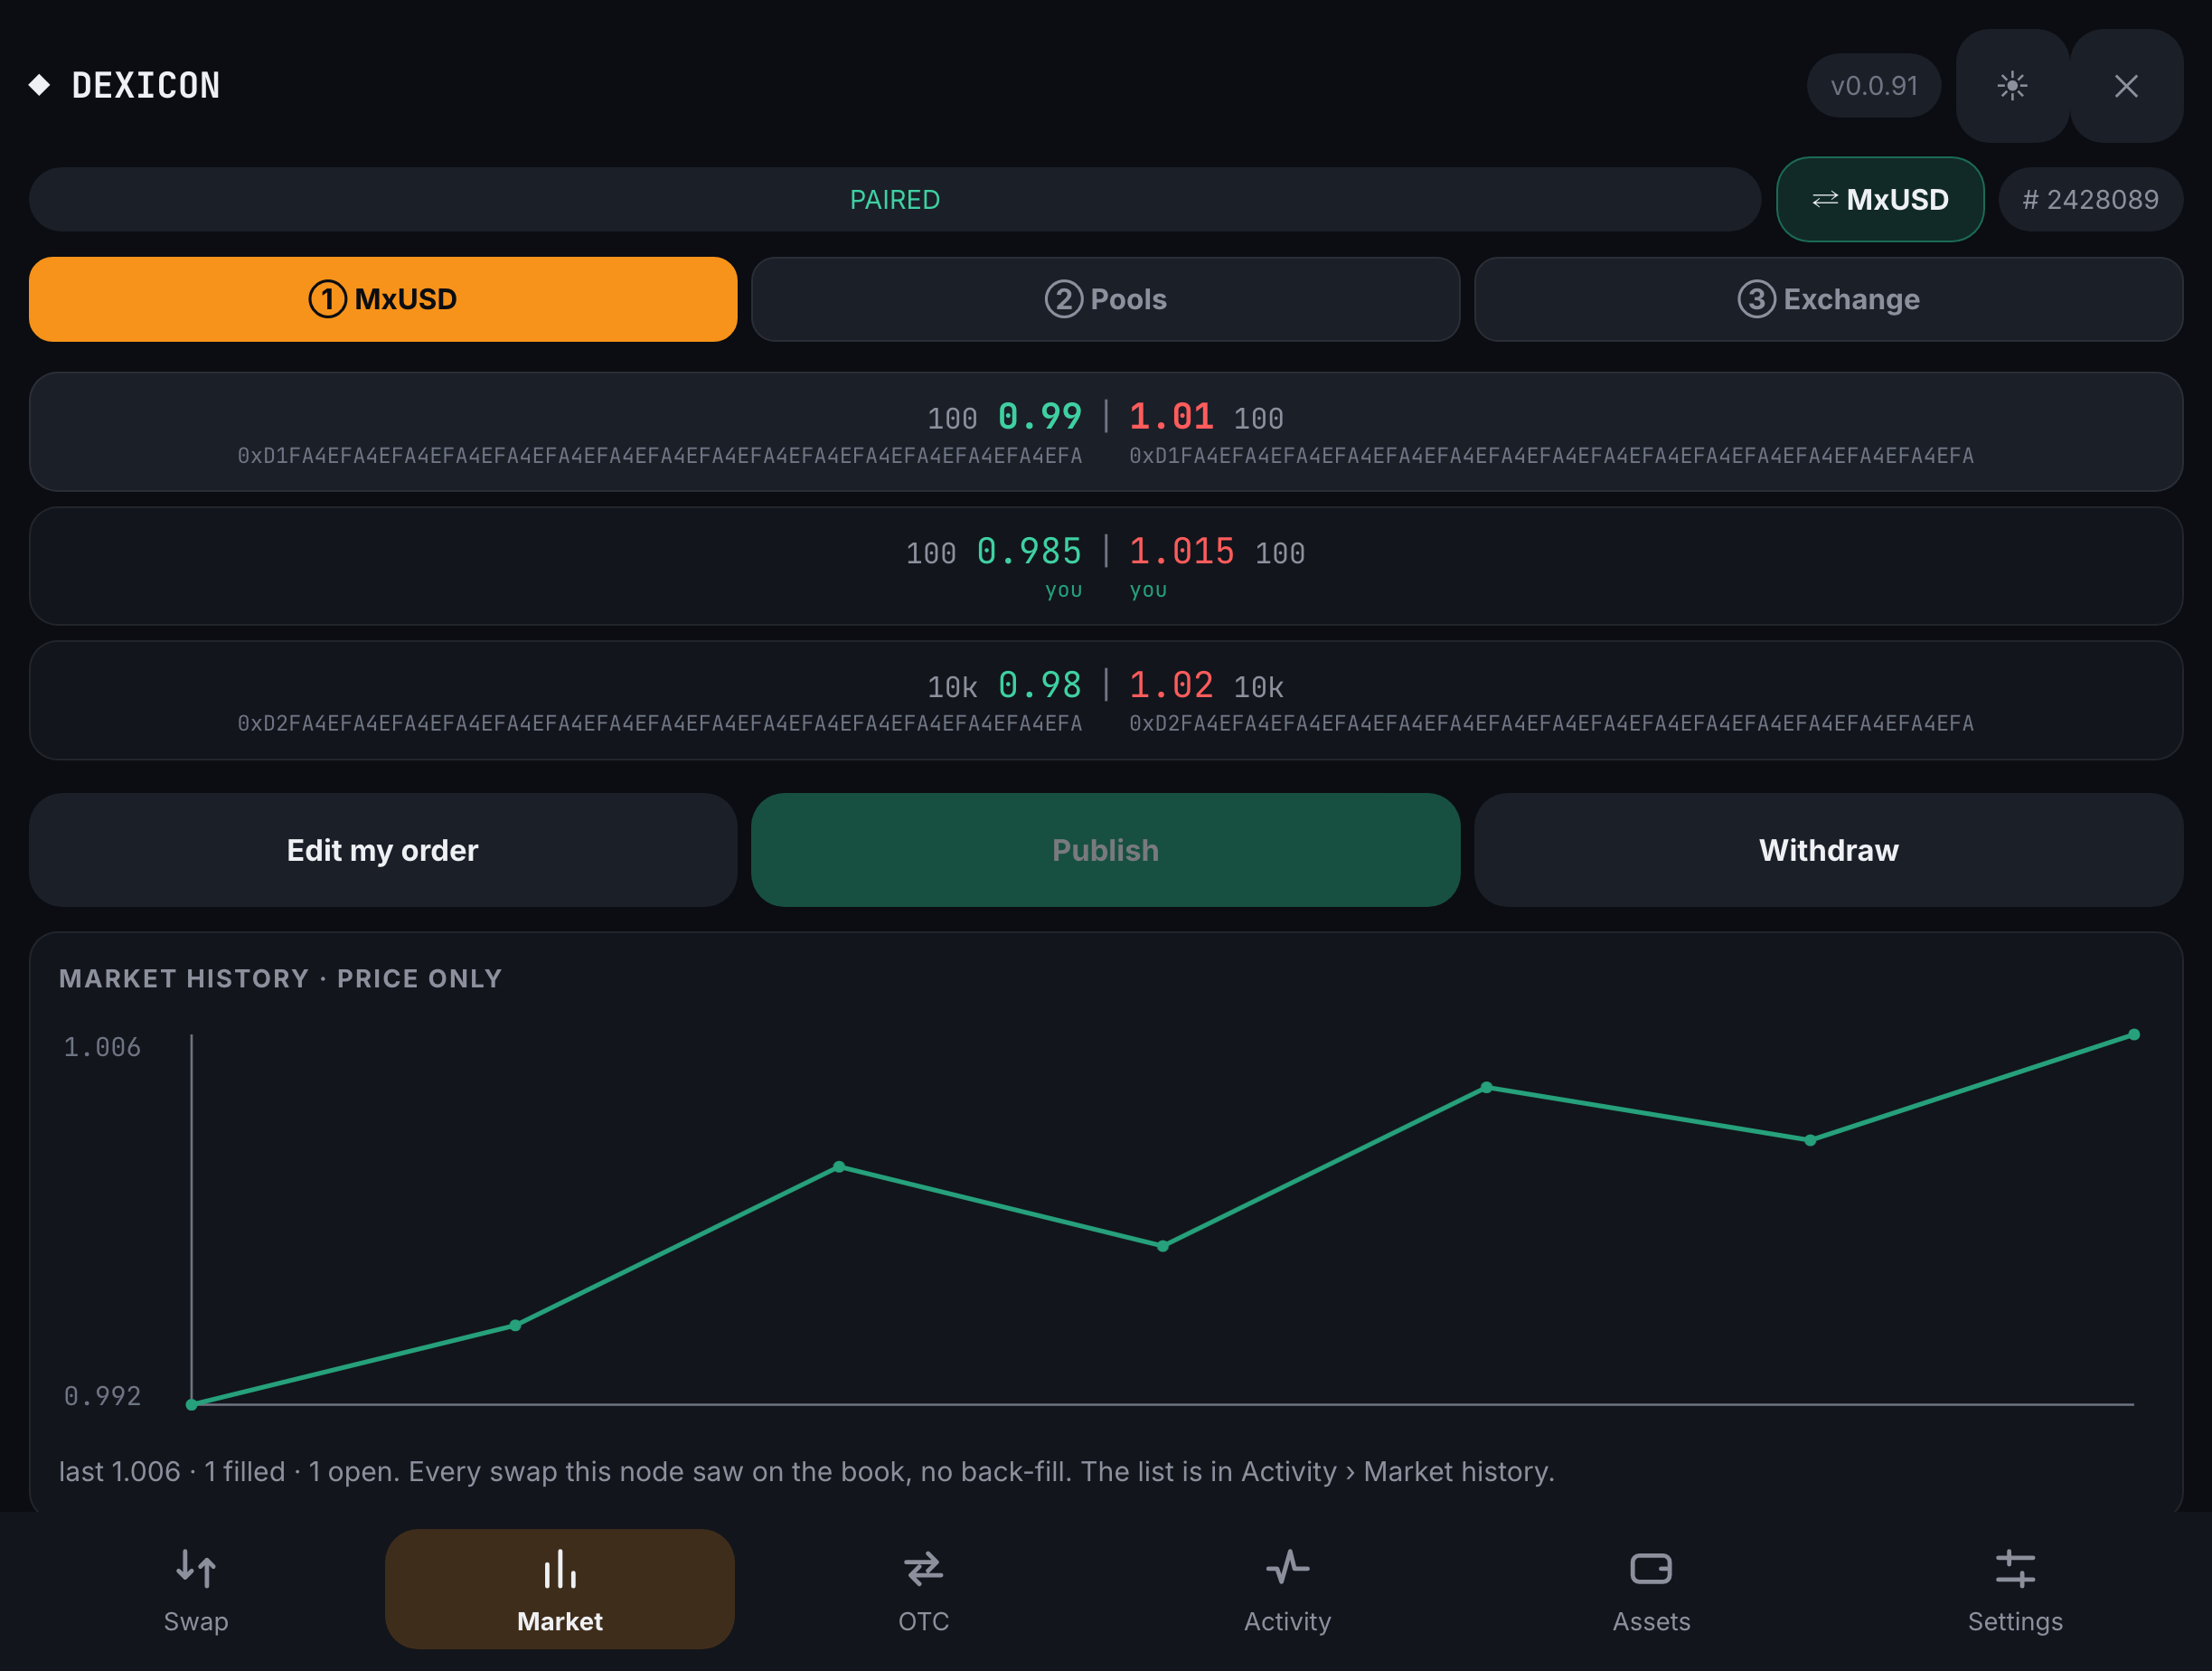 ◆ DEXICON
v0.0.91
PAIRED
⇄ MxUSD
# 2428089
① MxUSD
② Pools
③ Exchange
100 0.99 | 1.01 100
0xD1FA4EFA4EFA4EFA4EFA4EFA4EFA4EFA4EFA4EFA4EFA4EFA4EFA4EFA4EFA4EFA 0xD1FA4EFA4EFA4EFA4EFA4EFA4EFA4EFA4EFA4EFA4EFA4EFA4EFA4EFA4EFA4EFA
100 0.985 | 1.015 100
you you
10k 0.98 | 1.02 10k
0xD2FA4EFA4EFA4EFA4EFA4EFA4EFA4EFA4EFA4EFA4EFA4EFA4EFA4EFA4EFA4EFA 0xD2FA4EFA4EFA4EFA4EFA4EFA4EFA4EFA4EFA4EFA4EFA4EFA4EFA4EFA4EFA4EFA
Edit my order
Publish
Withdraw
MARKET HISTORY · PRICE ONLY
1.006
0.992
last 1.006 · 1 filled · 1 open. Every swap this node saw on the book, no back-fill. The list is in Activity › Market history.
Swap
Market
OTC
Activity
Assets
Settings